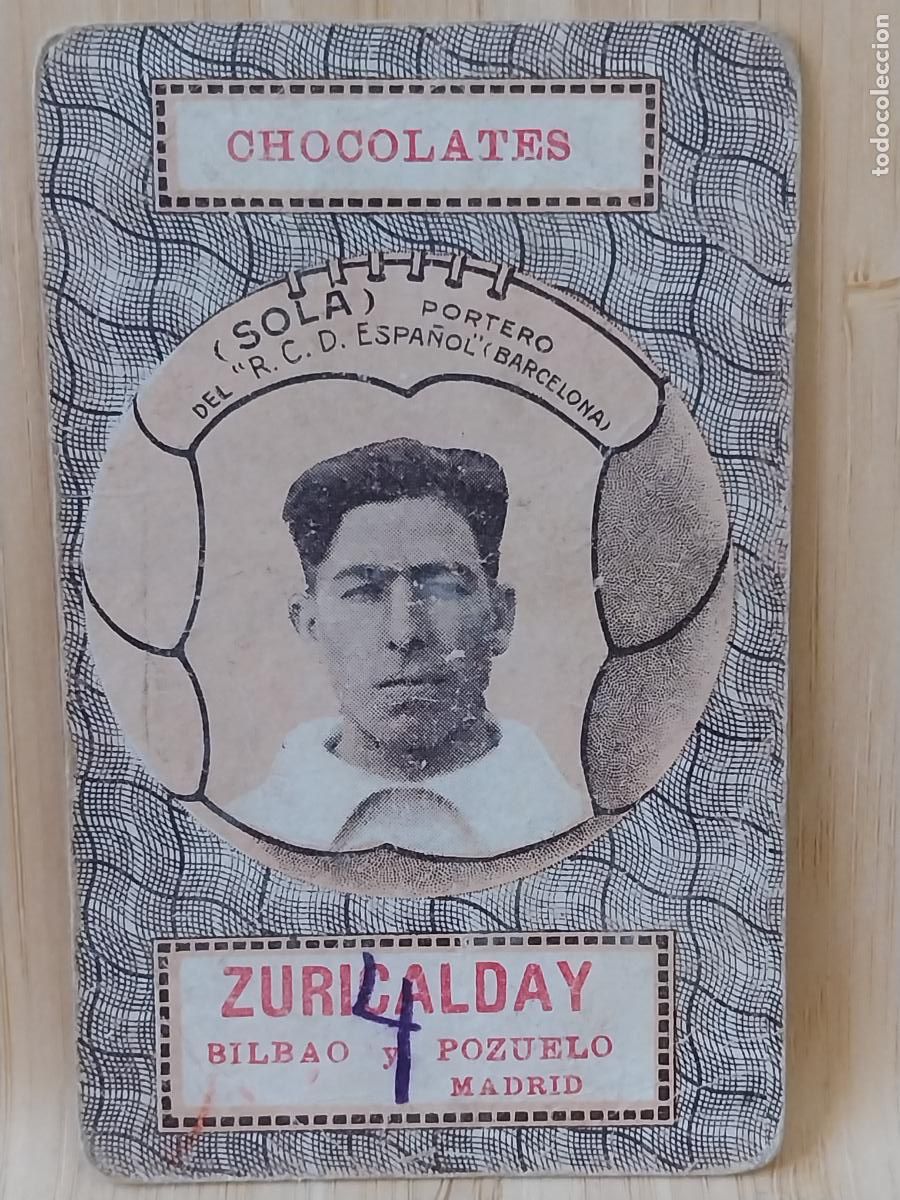 CHOCOLATES
(SOLA) PORTERO
DEL "R.C.D. ESPAÑOL" (BARCELONA)
ZURICALDAY
4
BILBAO y POZUELO
MADRID
todocoleccion